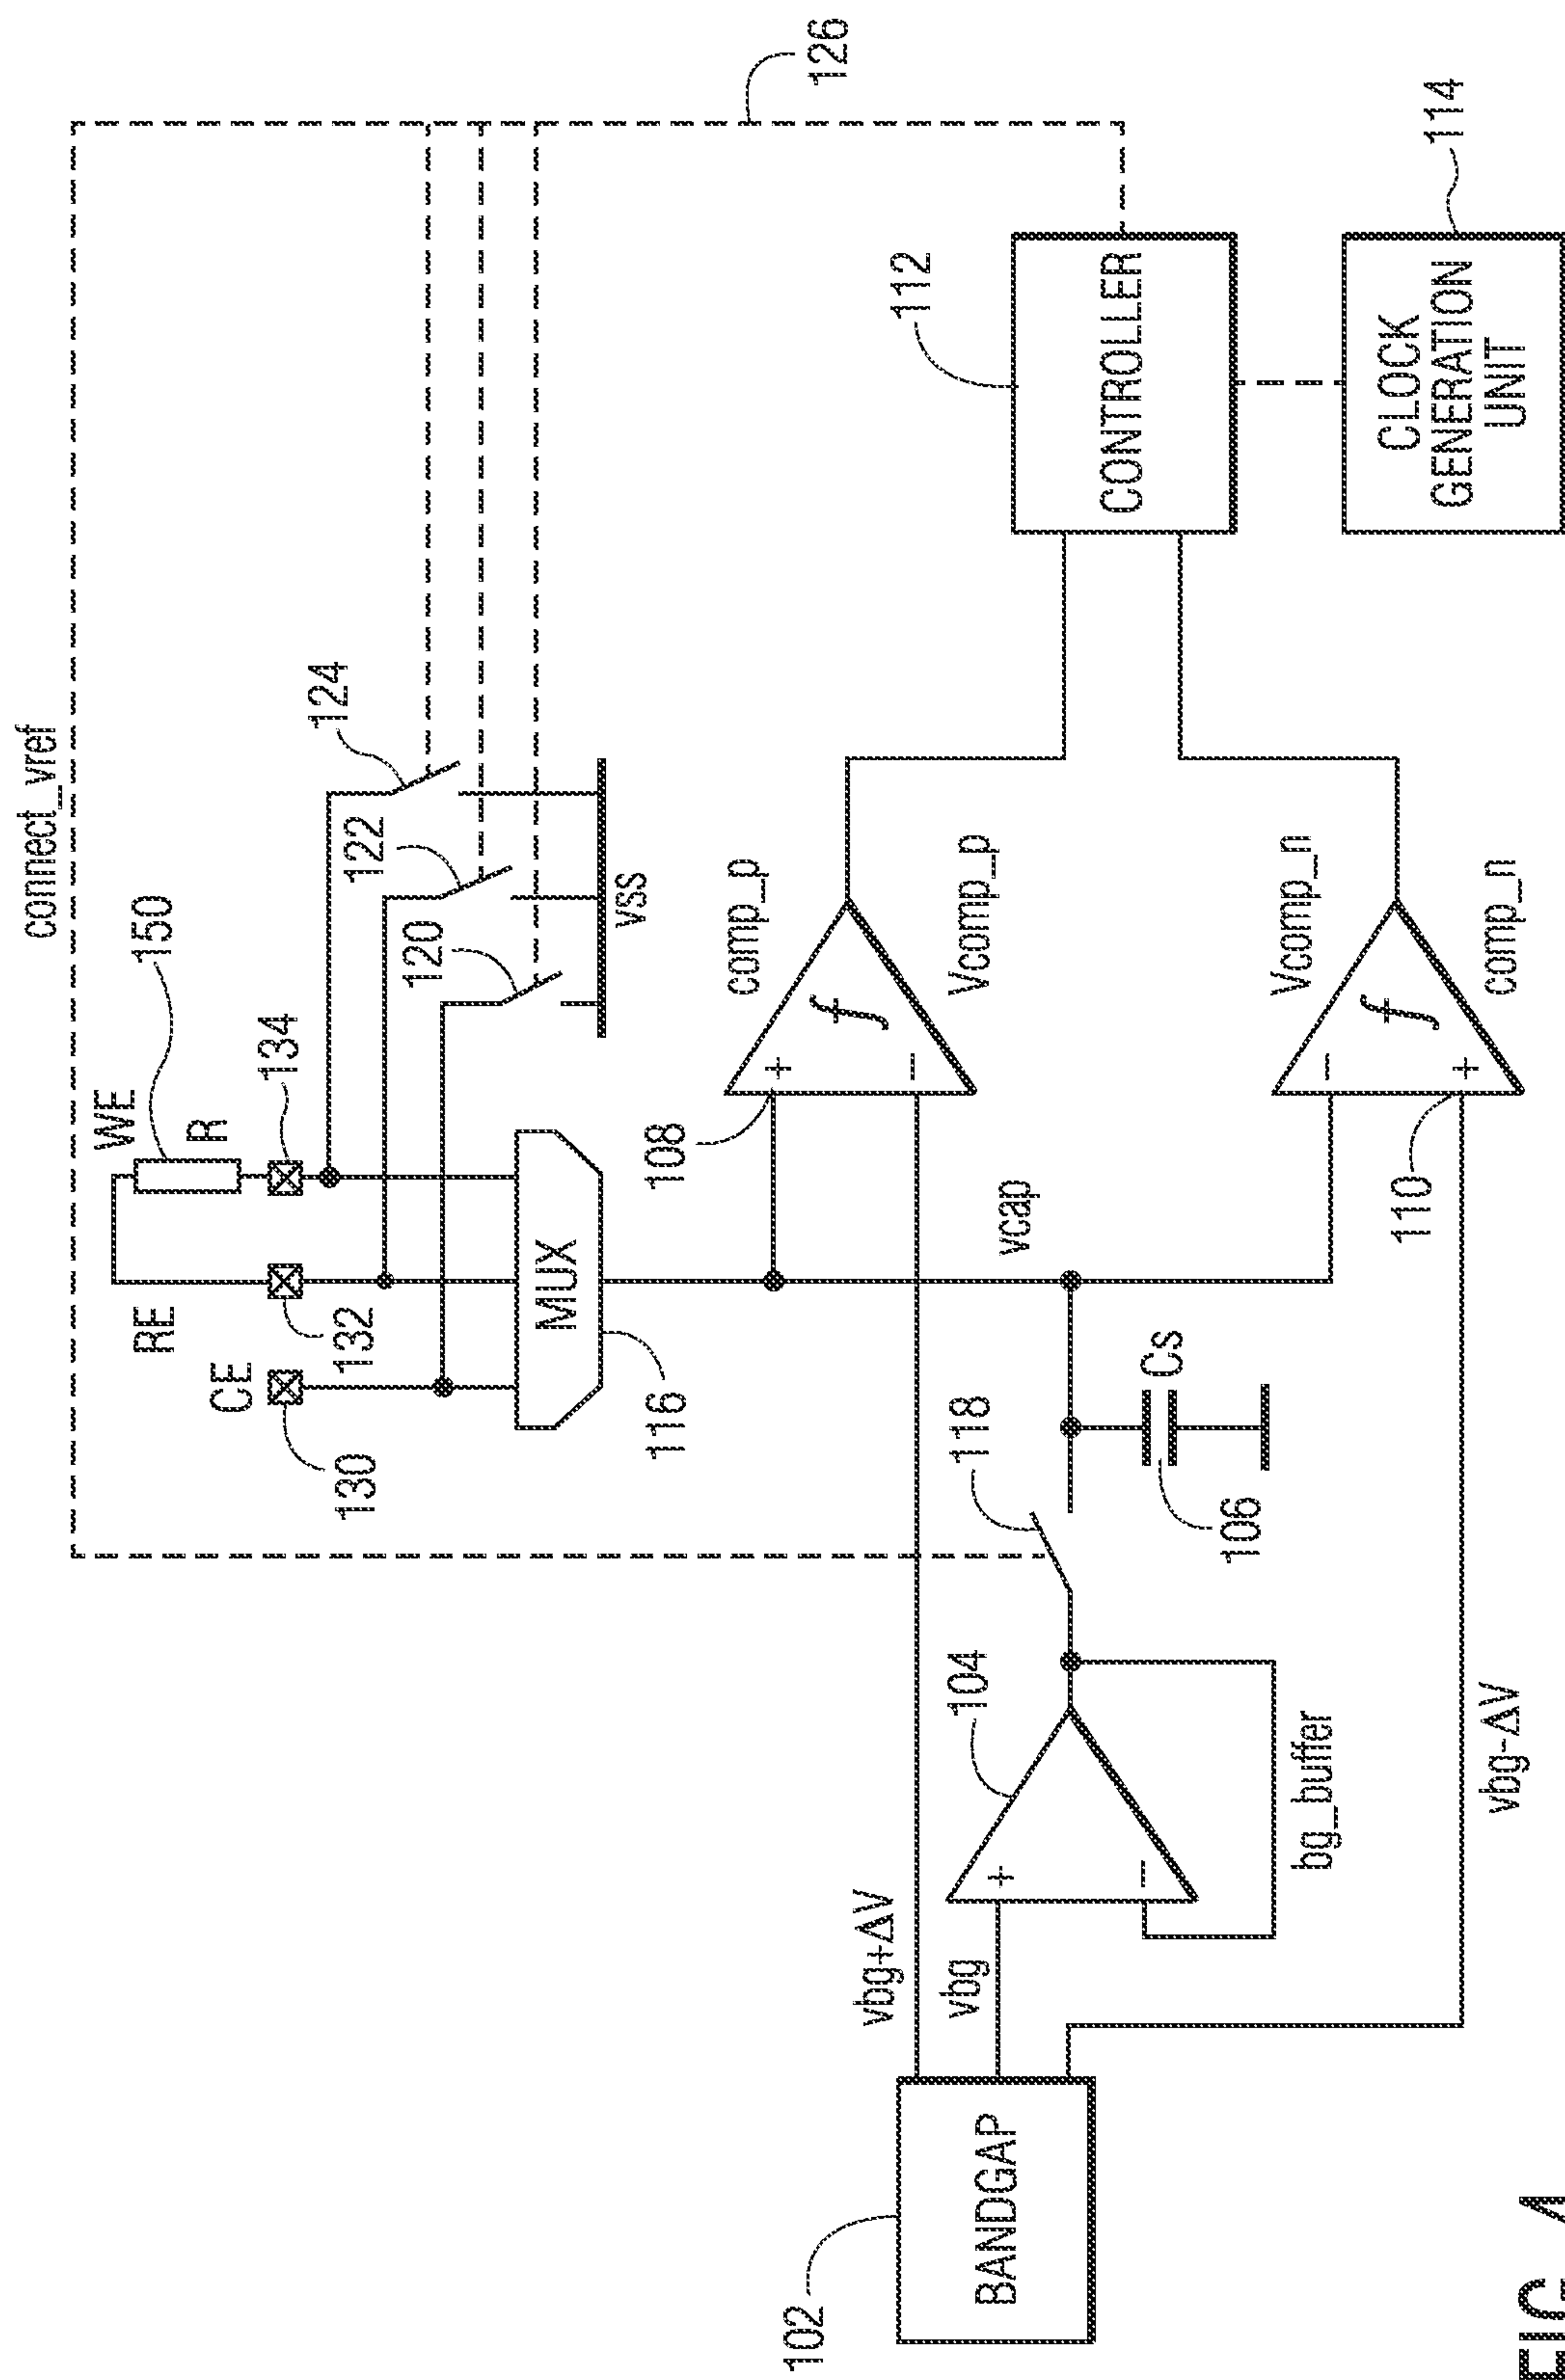 connect_vref
126
WE
150
R
RE
134
124
CE
132
122
130
120
vss
MUX
116
comp_p
108
f
+
−
Vcomp_p
112
CONTROLLER
118
vcap
vbg+ΔV
104
vbg
+
−
Cs
106
Vcomp_n
−
f
+
110
comp_n
114
CLOCK
GENERATION
UNIT
102
BANDGAP
bg_buffer
vbg-ΔV
FIG. 4